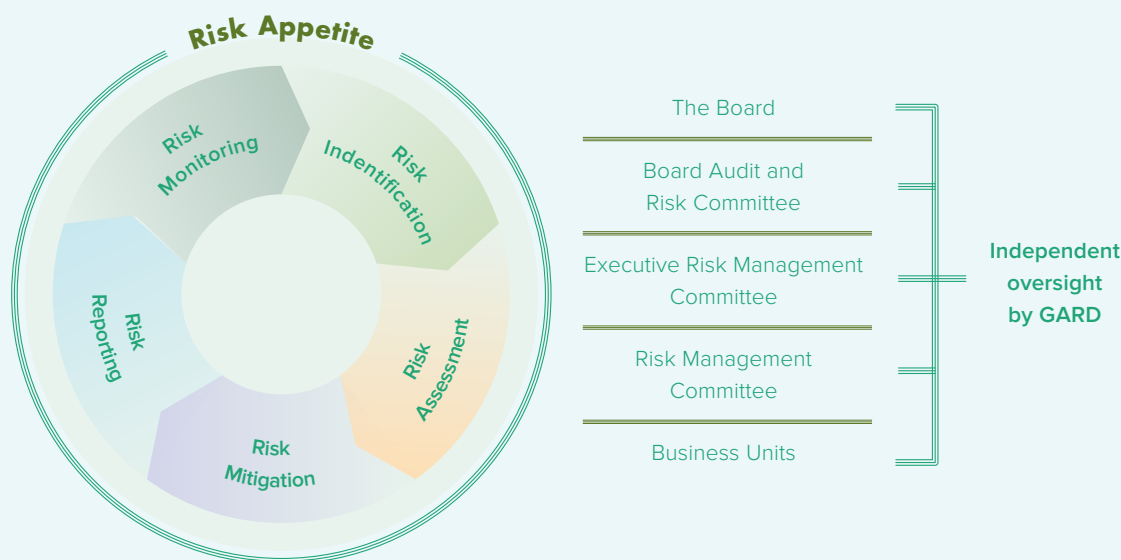 Risk Appetite
Risk
Indentification
Risk
Assessment
Risk
Mitigation
Risk
Reporting
Risk
Monitoring
The Board
Board Audit and
Risk Committee
Executive Risk Management
Committee
Risk Management
Committee
Business Units
Independent
oversight
by GARD